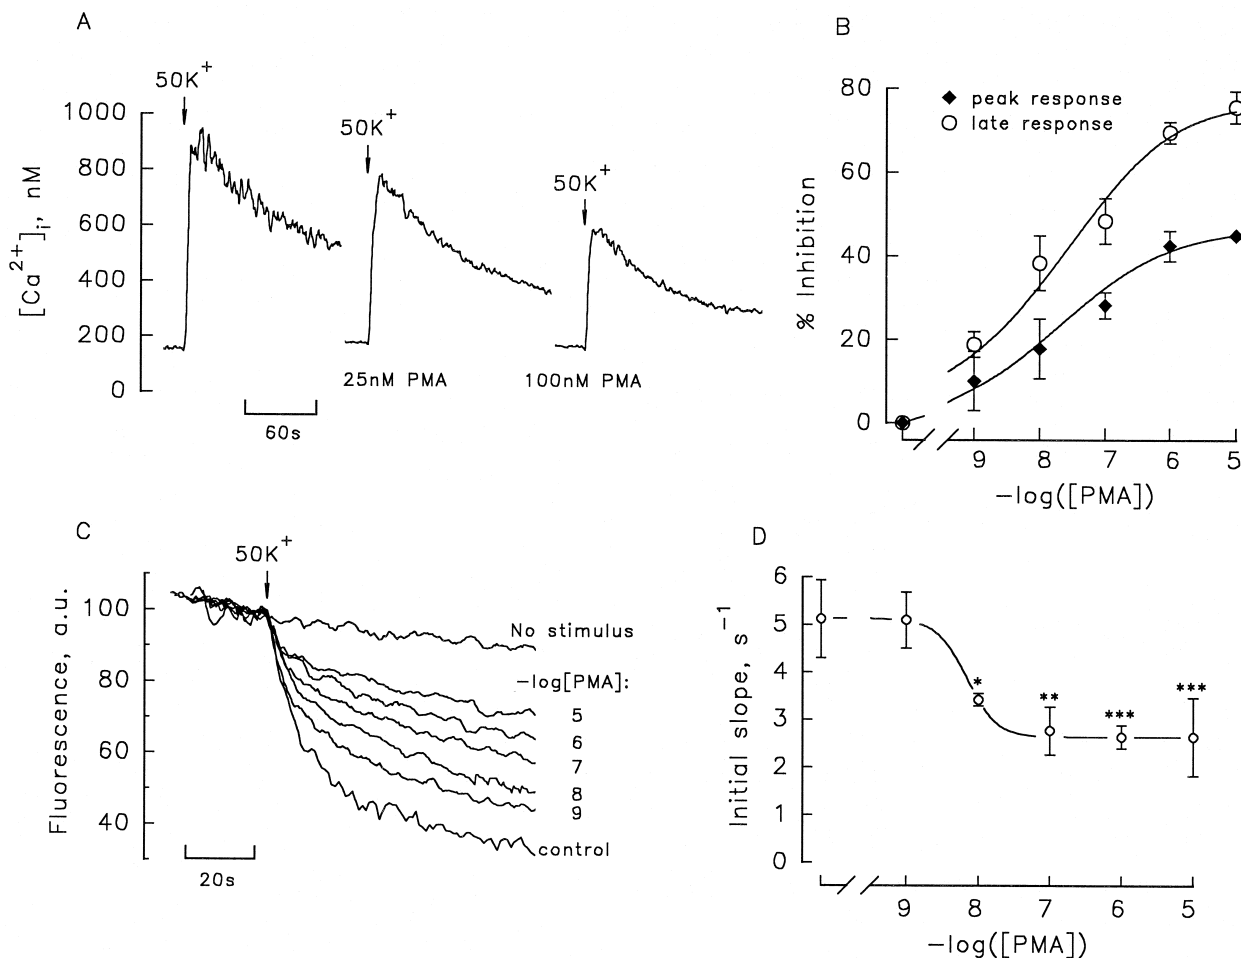 A
50K+
50K+
50K+
1000
800
600
400
200
0
[Ca2+]i, nM
25nM PMA
100nM PMA
60s
B
80
60
40
20
0
% Inhibition
peak response
late response
9 8 7 6 5
-log([PMA])
C
50K+
100
80
60
40
Fluorescence, a.u.
No stimulus
-log[PMA]:
5
6
7
8
9
control
20s
D
6
5
4
3
2
1
0
Initial slope, s-1
*
**
***
***
9 8 7 6 5
-log([PMA])